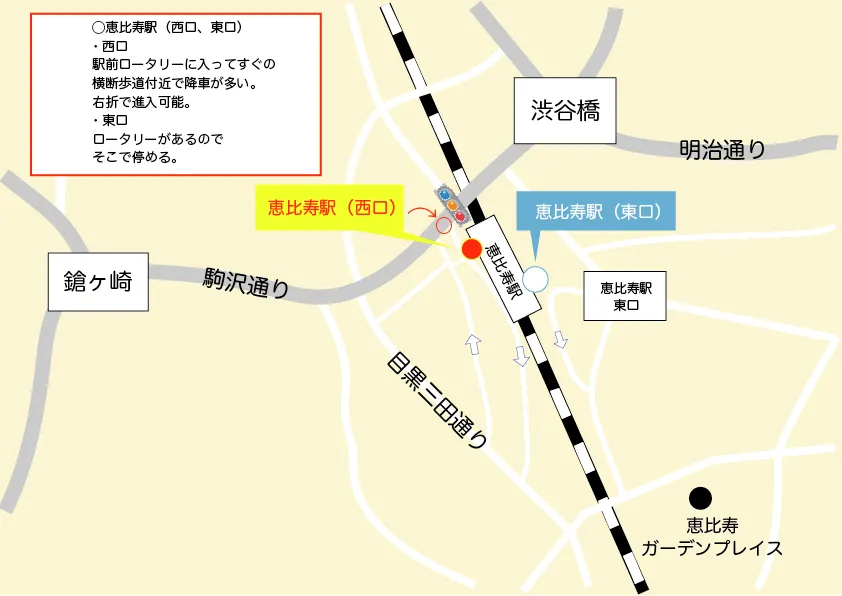 ◯恵比寿駅（西口、東口）
・西口
駅前ロータリーに入ってすぐの
横断歩道付近で降車が多い。
右折で進入可能。
・東口
ロータリーがあるので
そこで停める。
渋谷橋
明治通り
恵比寿駅（西口）
恵比寿駅（東口）
恵比寿駅
鎗ヶ崎
駒沢通り
恵比寿駅
東口
目黒三田通り
恵比寿
ガーデンプレイス